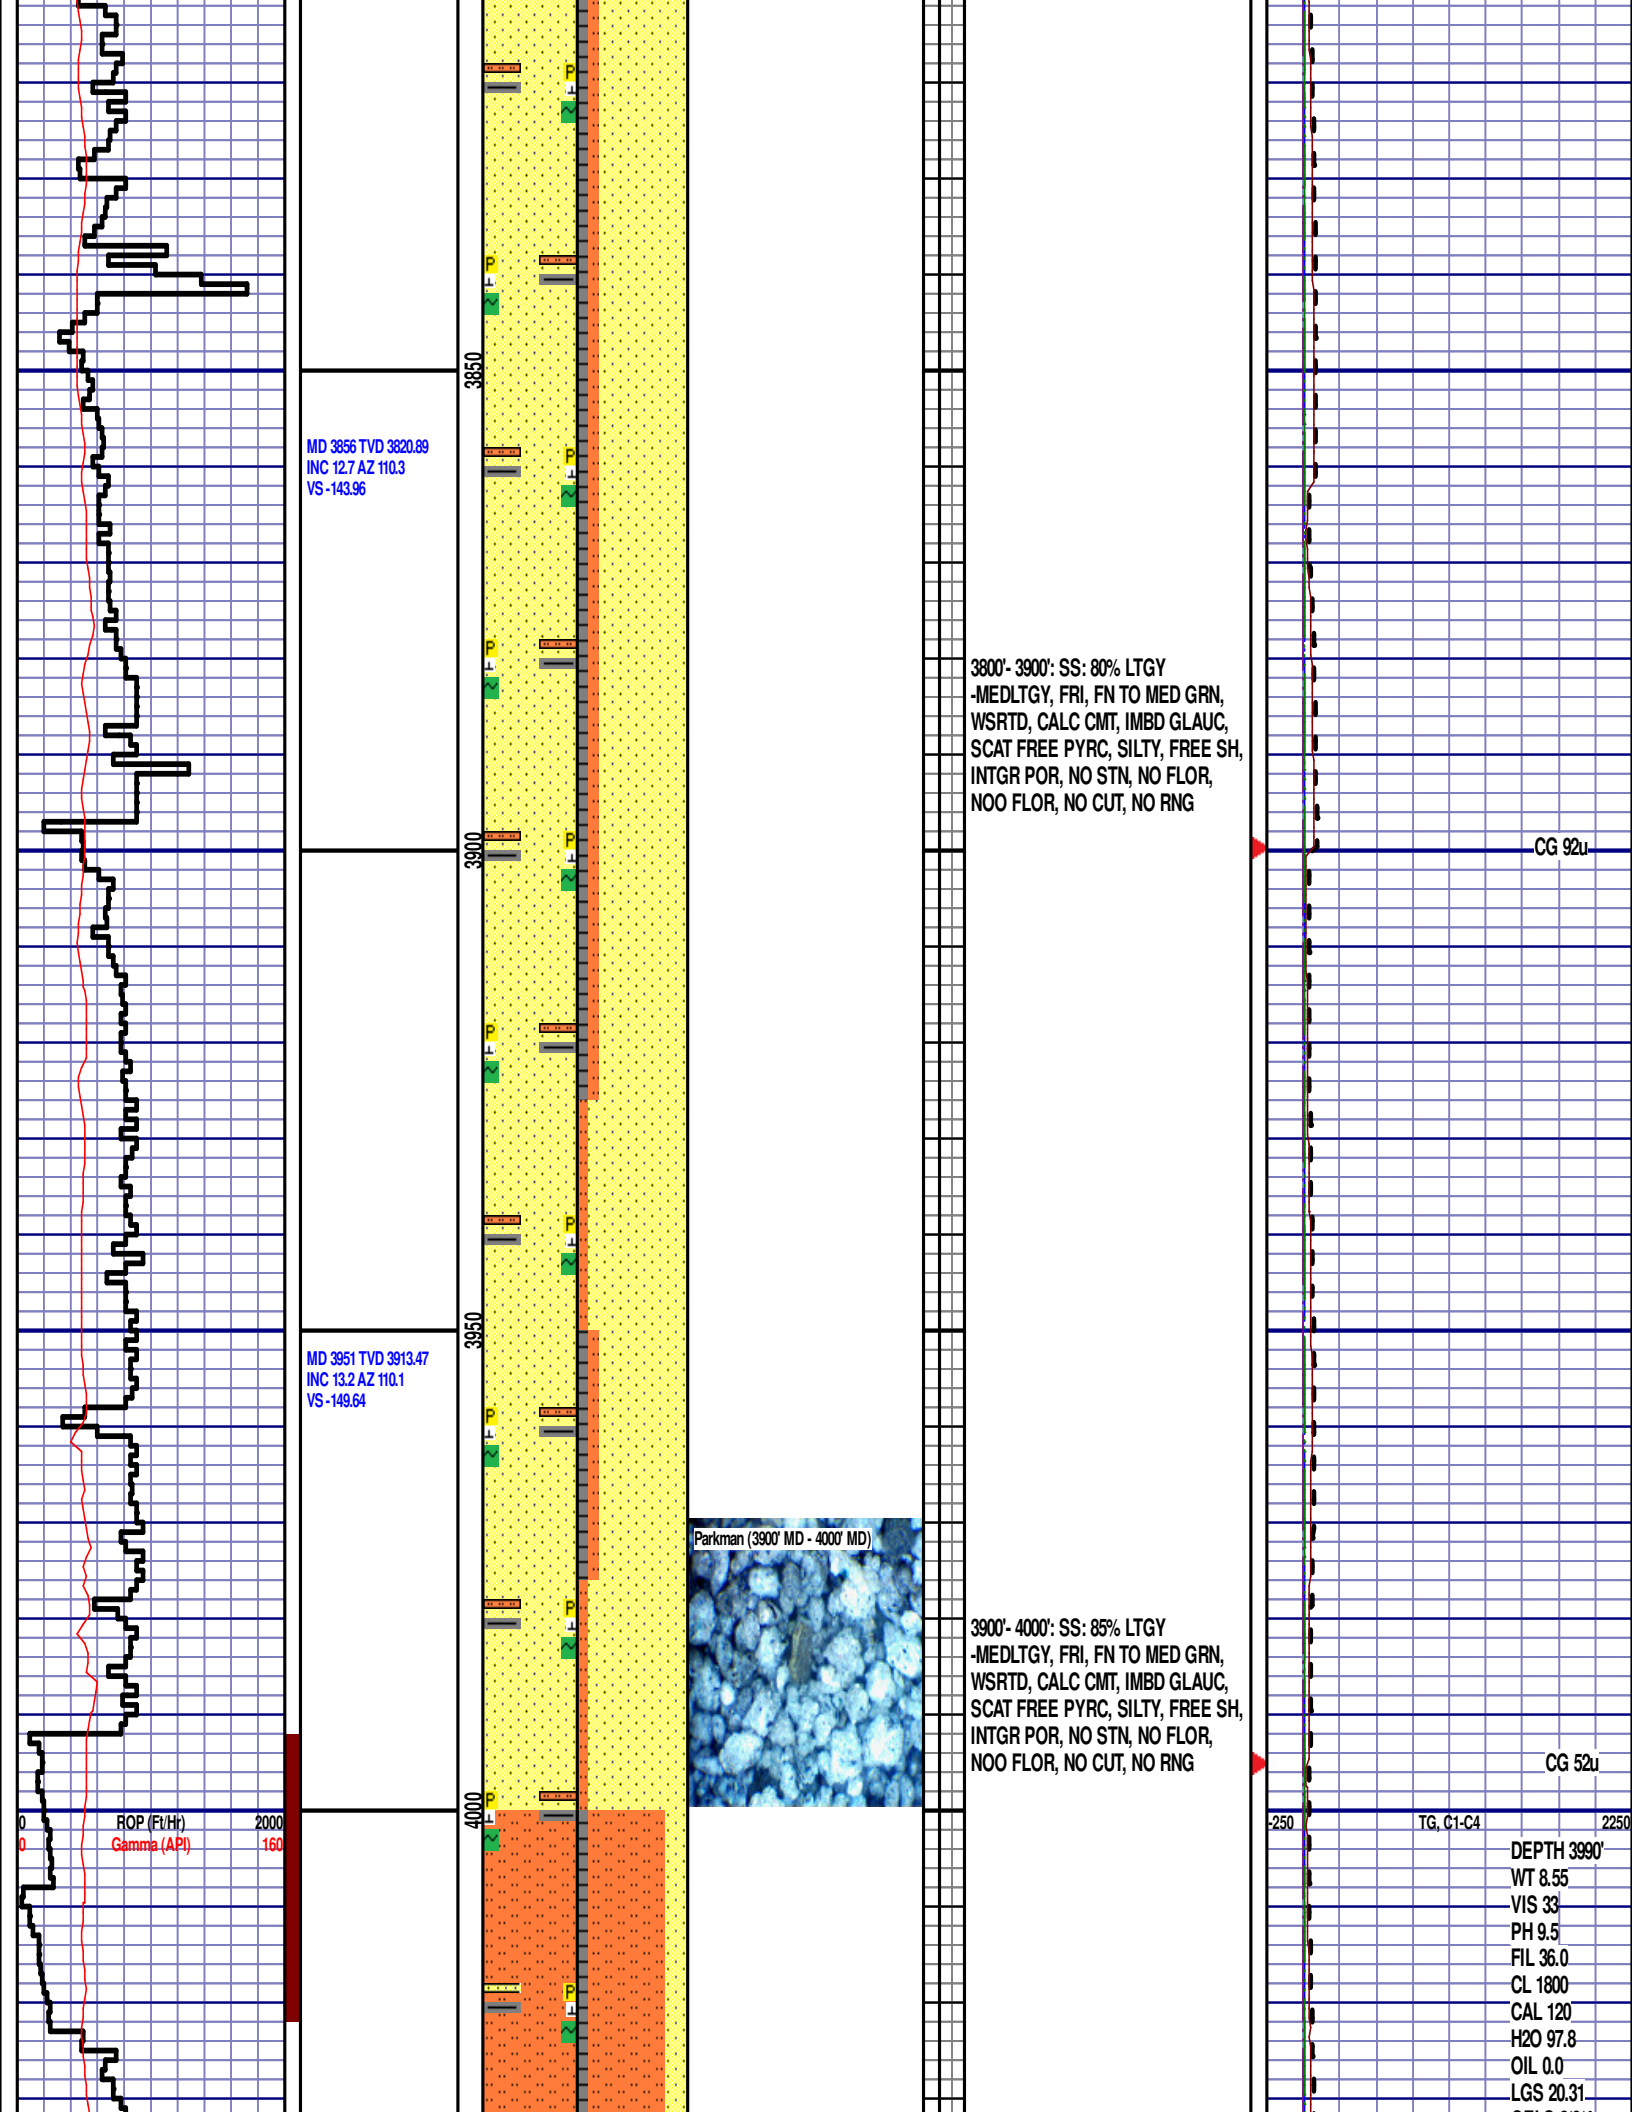 3850
MD 3856 TVD 3820.89
INC 12.7 AZ 110.3
VS -143.96
3800'- 3900': SS: 80% LTGY
-MEDLTGY, FRI, FN TO MED GRN,
WSRTD, CALC CMT, IMBD GLAUC,
SCAT FREE PYRC, SILTY, FREE SH,
INTGR POR, NO STN, NO FLOR,
NOO FLOR, NO CUT, NO RNG
3900
CG 92u
3950
MD 3951 TVD 3913.47
INC 13.2 AZ 110.1
VS -149.64
Parkman (3900' MD - 4000' MD)
3900'- 4000': SS: 85% LTGY
-MEDLTGY, FRI, FN TO MED GRN,
WSRTD, CALC CMT, IMBD GLAUC,
SCAT FREE PYRC, SILTY, FREE SH,
INTGR POR, NO STN, NO FLOR,
NOO FLOR, NO CUT, NO RNG
CG 52u
4000
0 ROP (Ft/Hr) 2000
0 Gamma (API) 160
-250 TG, C1-C4 2250
DEPTH 3990'
WT 8.55
VIS 33
PH 9.5
FIL 36.0
CL 1800
CAL 120
H2O 97.8
OIL 0.0
LGS 20.31
P
P
P
P
P
P
P
P
P
P
P